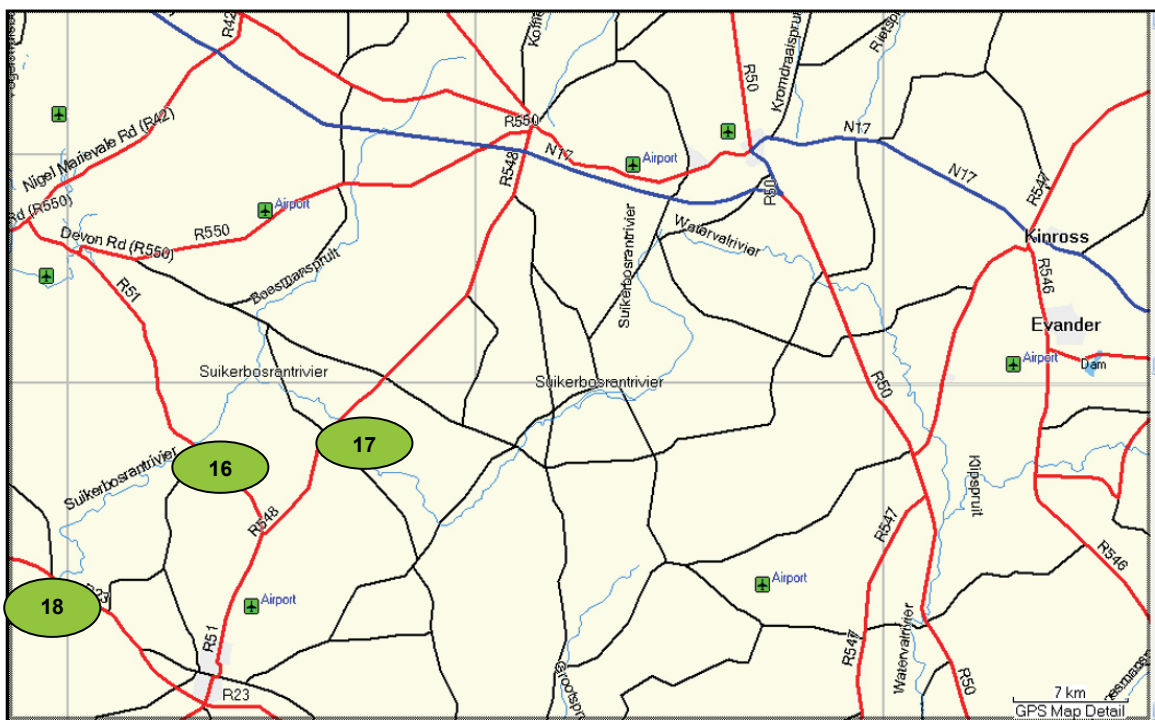 R42
Koffie
R50
Kromdraaispruit
Rietspr
Nigel Marievale Rd (R42)
R550
N17
Airport
N17
N17
R548
R50
R547
Rd (R550)
Airport
R550
Devon Rd (R550)
Watervalrivier
Kinross
Boesmanspruit
Suikerbosrantrivier
R546
R51
Evander
Airport
Dam
Suikerbosrantrivier
Suikerbosrantrivier
R50
17
16
Suikerbosrantrivier
Klipspruit
R548
R547
R546
Airport
18
R23
Airport
R51
R547
Watervalrivier
Grootspru
R50
R23
7 km
resmans
GPS Map Detail